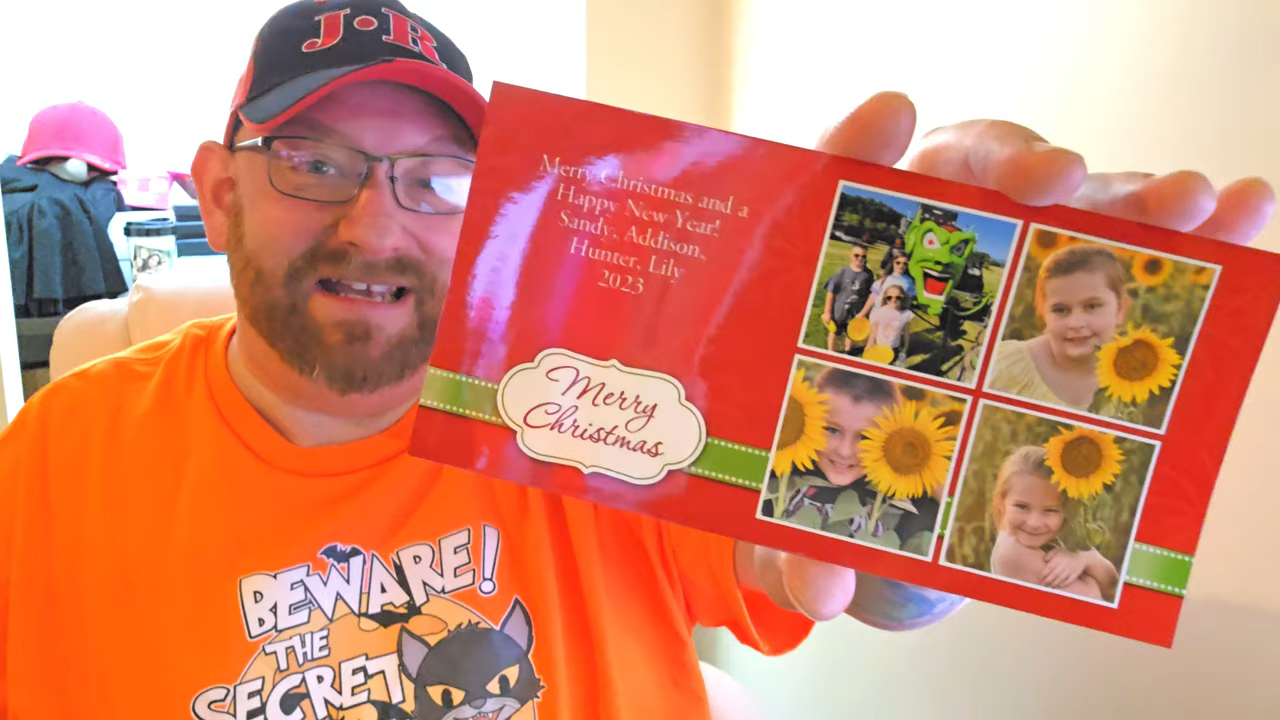 J•R
Merry Christmas and a
Happy New Year!
Sandy, Addison,
Hunter, Lily
2023
Merry
Christmas
BEWARE!
THE
SECRET